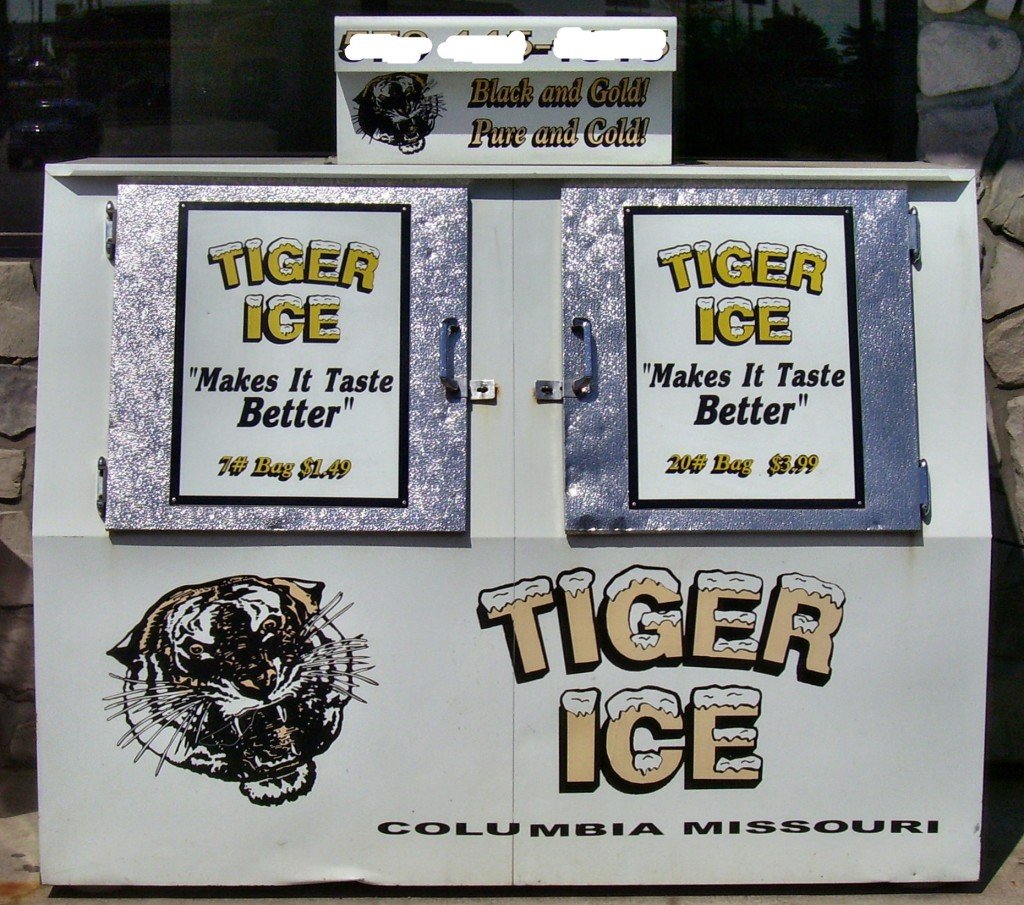 Black and Gold!
Pure and Cold!
TIGER
ICE
"Makes It Taste
Better"
7# Bag $1.49
TIGER
ICE
"Makes It Taste
Better"
20# Bag $3.99
TIGER
ICE
COLUMBIA MISSOURI